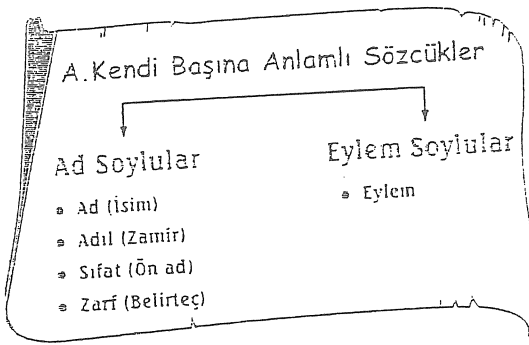 A. Kendi Başına Anlamlı Sözcükler
Ad Soylular
• Ad (İsim)
• Adıl (Zamir)
• Sıfat (Ön ad)
• Zarf (Belirteç)
Eylem Soylular
• Eylem